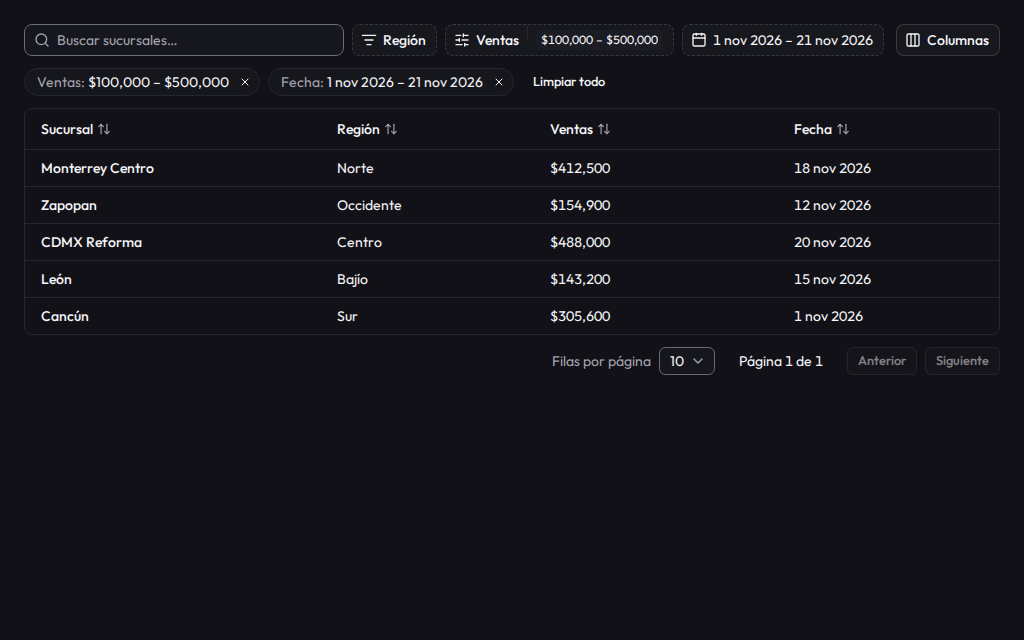 Buscar sucursales… Región Ventas $100,000 – $500,000 1 nov 2026 – 21 nov 2026 Columnas
Ventas: $100,000 – $500,000 Fecha: 1 nov 2026 – 21 nov 2026 Limpiar todo
Sucursal Región Ventas Fecha
Monterrey Centro Norte $412,500 18 nov 2026
Zapopan Occidente $154,900 12 nov 2026
CDMX Reforma Centro $488,000 20 nov 2026
León Bajío $143,200 15 nov 2026
Cancún Sur $305,600 1 nov 2026
Filas por página 10 Página 1 de 1 Anterior Siguiente